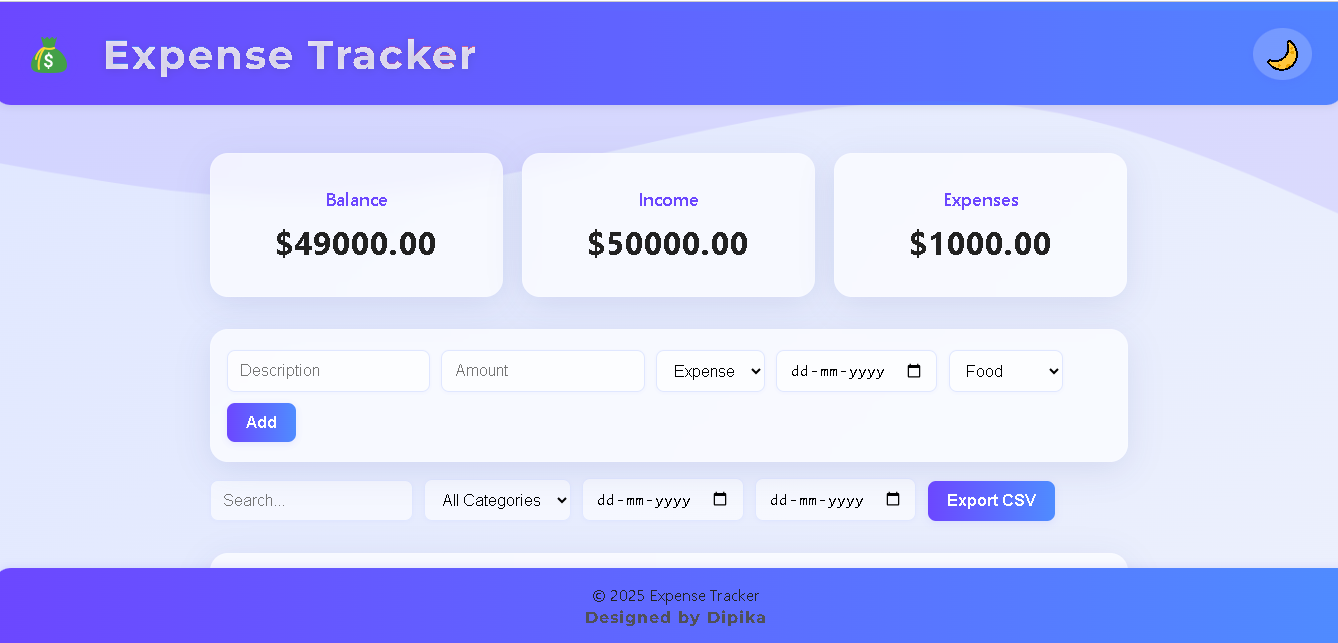 $ Expense Tracker
Balance Income Expenses
$49000.00 $50000.00 $1000.00
Description Amount Expense dd-mm-yyyy Food
Add
Search... All Categories dd-mm-yyyy dd-mm-yyyy Export CSV
© 2025 Expense Tracker
Designed by Dipika